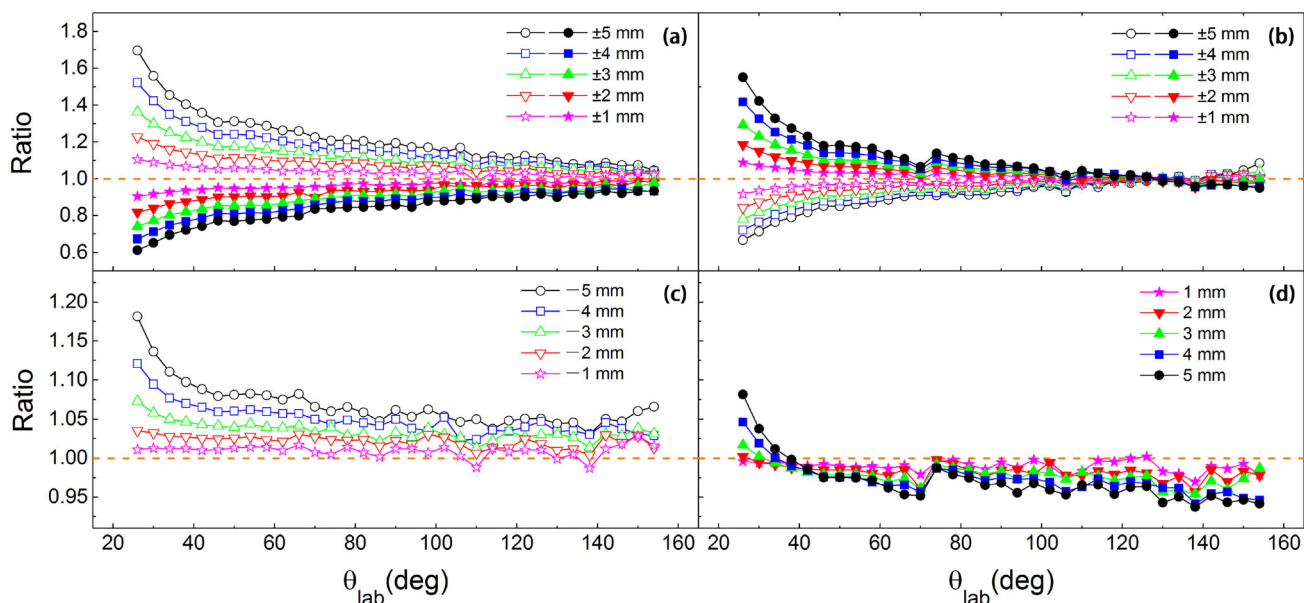 Ratio
1.8
1.6
1.4
1.2
1.0
0.8
0.6
±5 mm
±4 mm
±3 mm
±2 mm
±1 mm
(a)
±5 mm
±4 mm
±3 mm
±2 mm
±1 mm
(b)
Ratio
1.20
1.15
1.10
1.05
1.00
0.95
−5 mm
−4 mm
−3 mm
−2 mm
−1 mm
(c)
1 mm
2 mm
3 mm
4 mm
5 mm
(d)
20 40 60 80 100 120 140 160
20 40 60 80 100 120 140 160
θlab(deg)
θlab(deg)